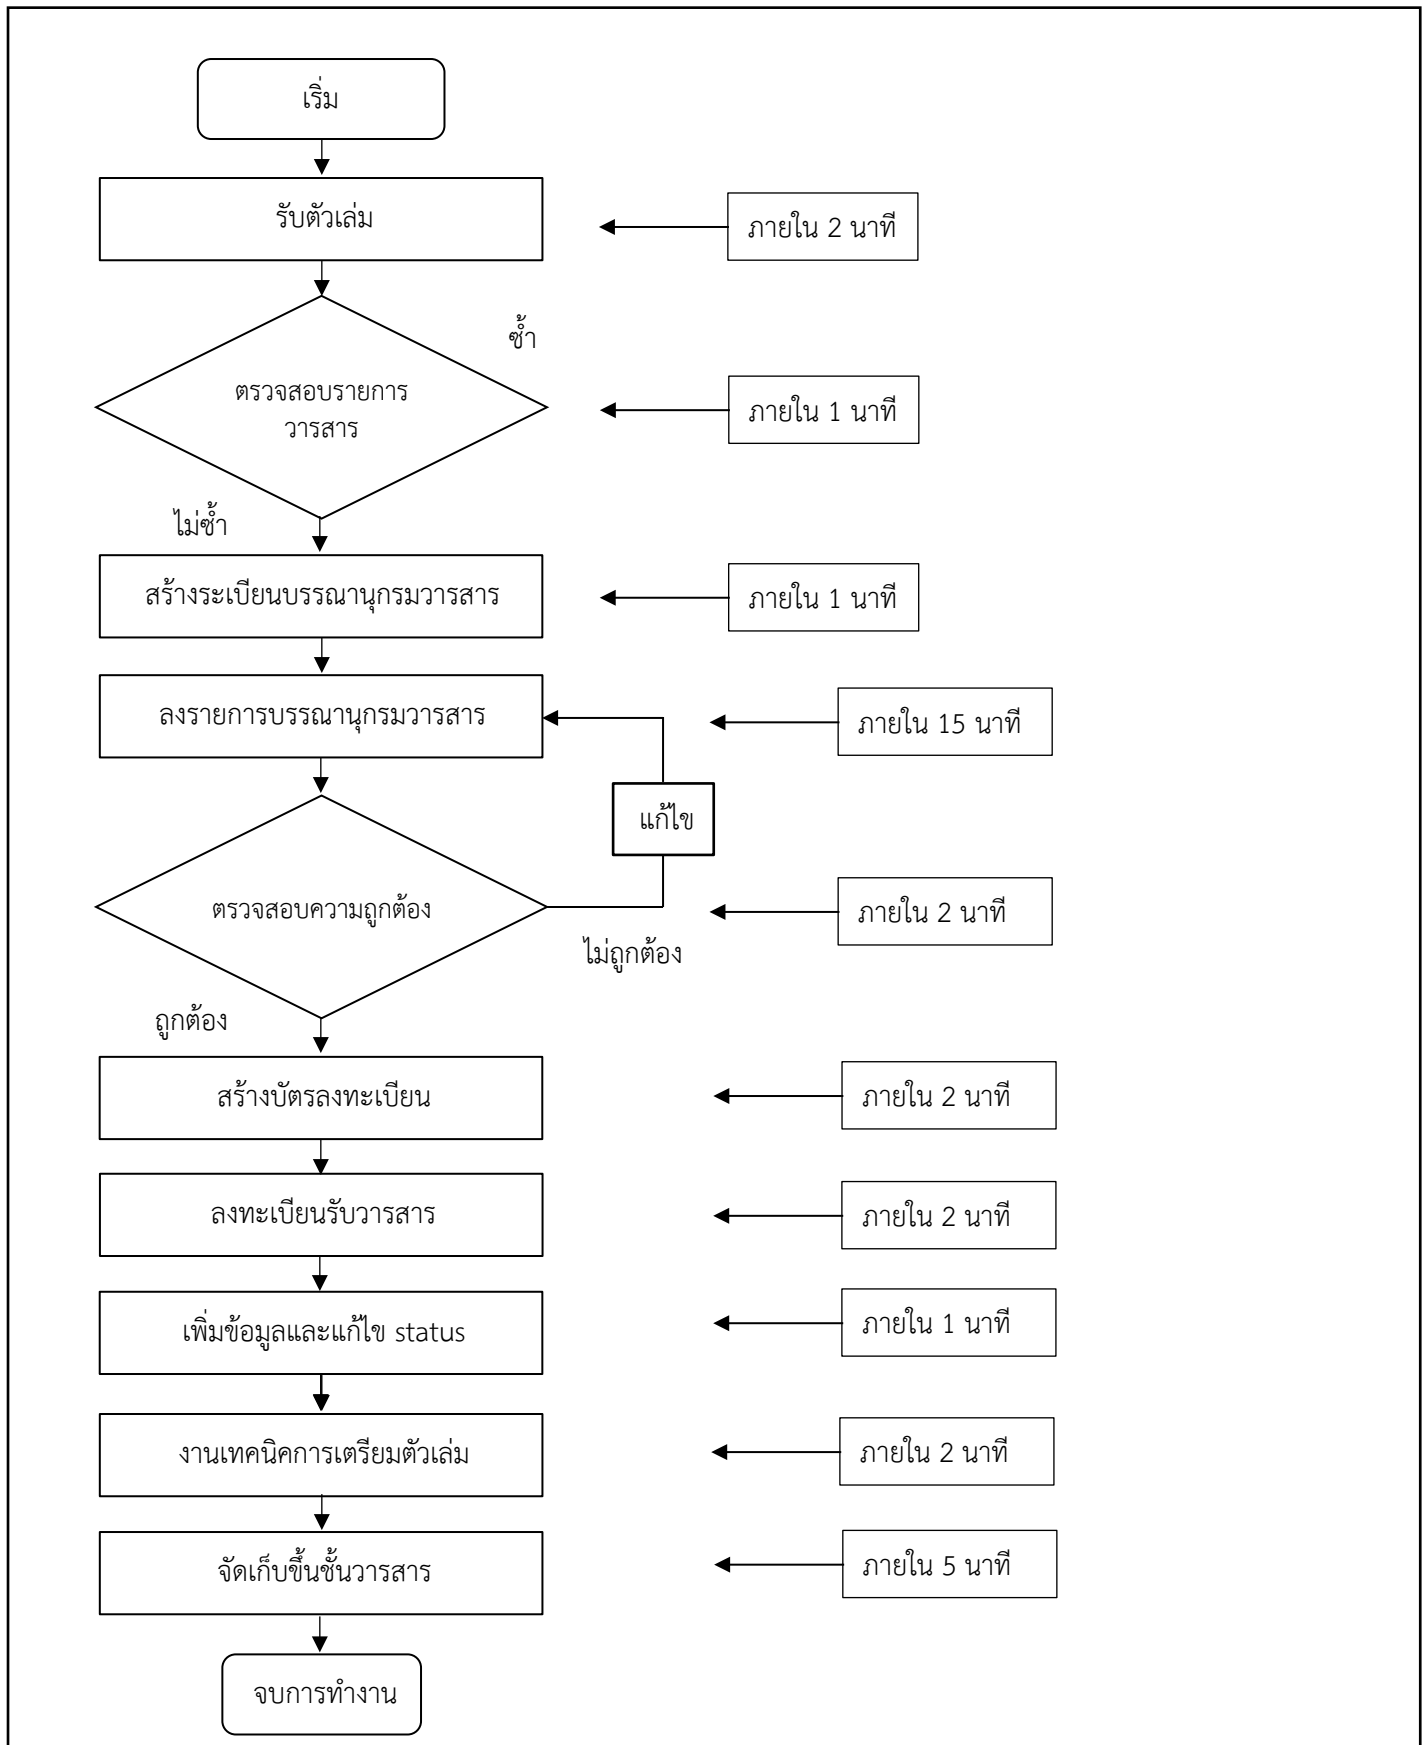 เริ่ม
รับตัวเล่ม
ภายใน 2 นาที
ซ้ำ
ตรวจสอบรายการ
วารสาร
ภายใน 1 นาที
ไม่ซ้ำ
สร้างระเบียนบรรณานุกรมวารสาร
ภายใน 1 นาที
ลงรายการบรรณานุกรมวารสาร
ภายใน 15 นาที
แก้ไข
ตรวจสอบความถูกต้อง
ภายใน 2 นาที
ไม่ถูกต้อง
ถูกต้อง
สร้างบัตรลงทะเบียน
ภายใน 2 นาที
ลงทะเบียนรับวารสาร
ภายใน 2 นาที
เพิ่มข้อมูลและแก้ไข status
ภายใน 1 นาที
งานเทคนิคการเตรียมตัวเล่ม
ภายใน 2 นาที
จัดเก็บขึ้นชั้นวารสาร
ภายใน 5 นาที
จบการทำงาน